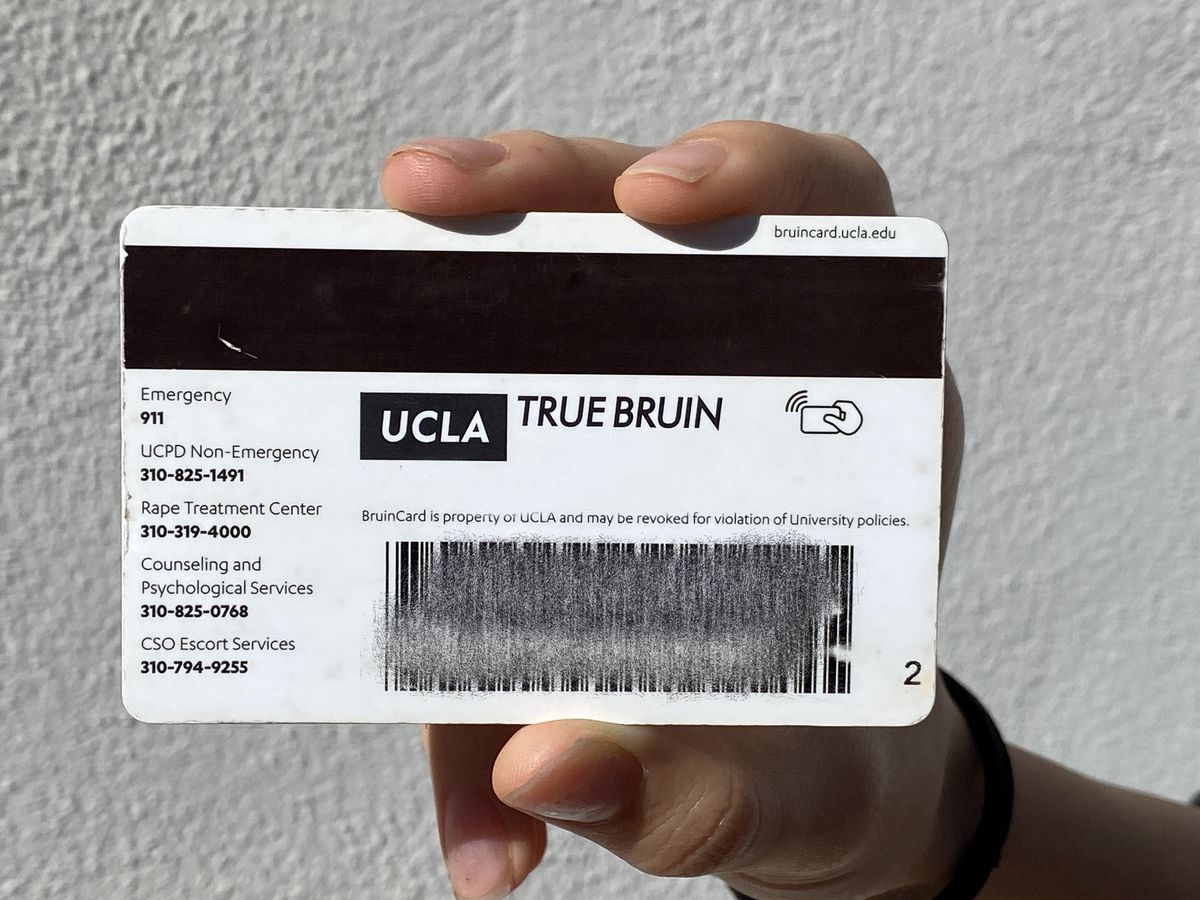 bruincard.ucla.edu
Emergency
911
UCPD Non-Emergency
310-825-1491
Rape Treatment Center
310-319-4000
Counseling and
Psychological Services
310-825-0768
CSO Escort Services
310-794-9255
UCLA TRUE BRUIN
BruinCard is property of UCLA and may be revoked for violation of University policies.
2